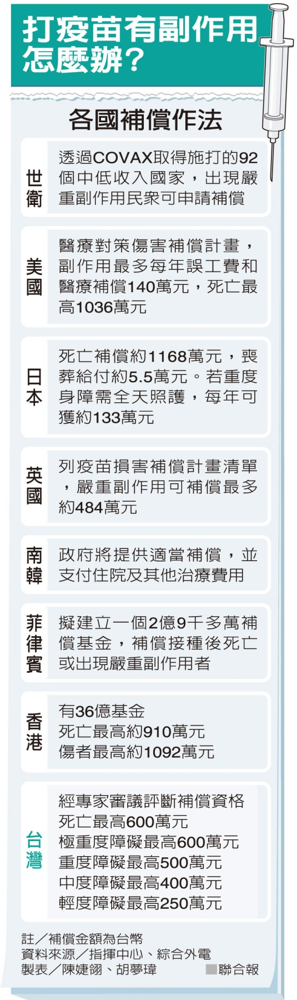 打疫苗有副作用
怎麼辦?
各國補償作法
世衛
透過COVAX取得施打的92
個中低收入國家，出現嚴
重副作用民眾可申請補償
美國
醫療對策傷害補償計畫，
副作用最多每年誤工費和
醫療補償140萬元，死亡最
高1036萬元
日本
死亡補償約1168萬元，喪
葬給付約5.5萬元。若重度
身障需全天照護，每年可
獲約133萬元
英國
列疫苗損害補償計畫清單
，嚴重副作用可補償最多
約484萬元
南韓
政府將提供適當補償，並
支付住院及其他治療費用
菲律賓
擬建立一個2億9千多萬補
償基金，補償接種後死亡
或出現嚴重副作用者
香港
有36億基金
死亡最高約910萬元
傷者最高約1092萬元
台灣
經專家審議評斷補償資格
死亡最高600萬元
極重度障礙最高600萬元
重度障礙最高500萬元
中度障礙最高400萬元
輕度障礙最高250萬元
註／補償金額為台幣
資料來源／指揮中心、綜合外電
製表／陳婕翎、胡夢瑋
■聯合報